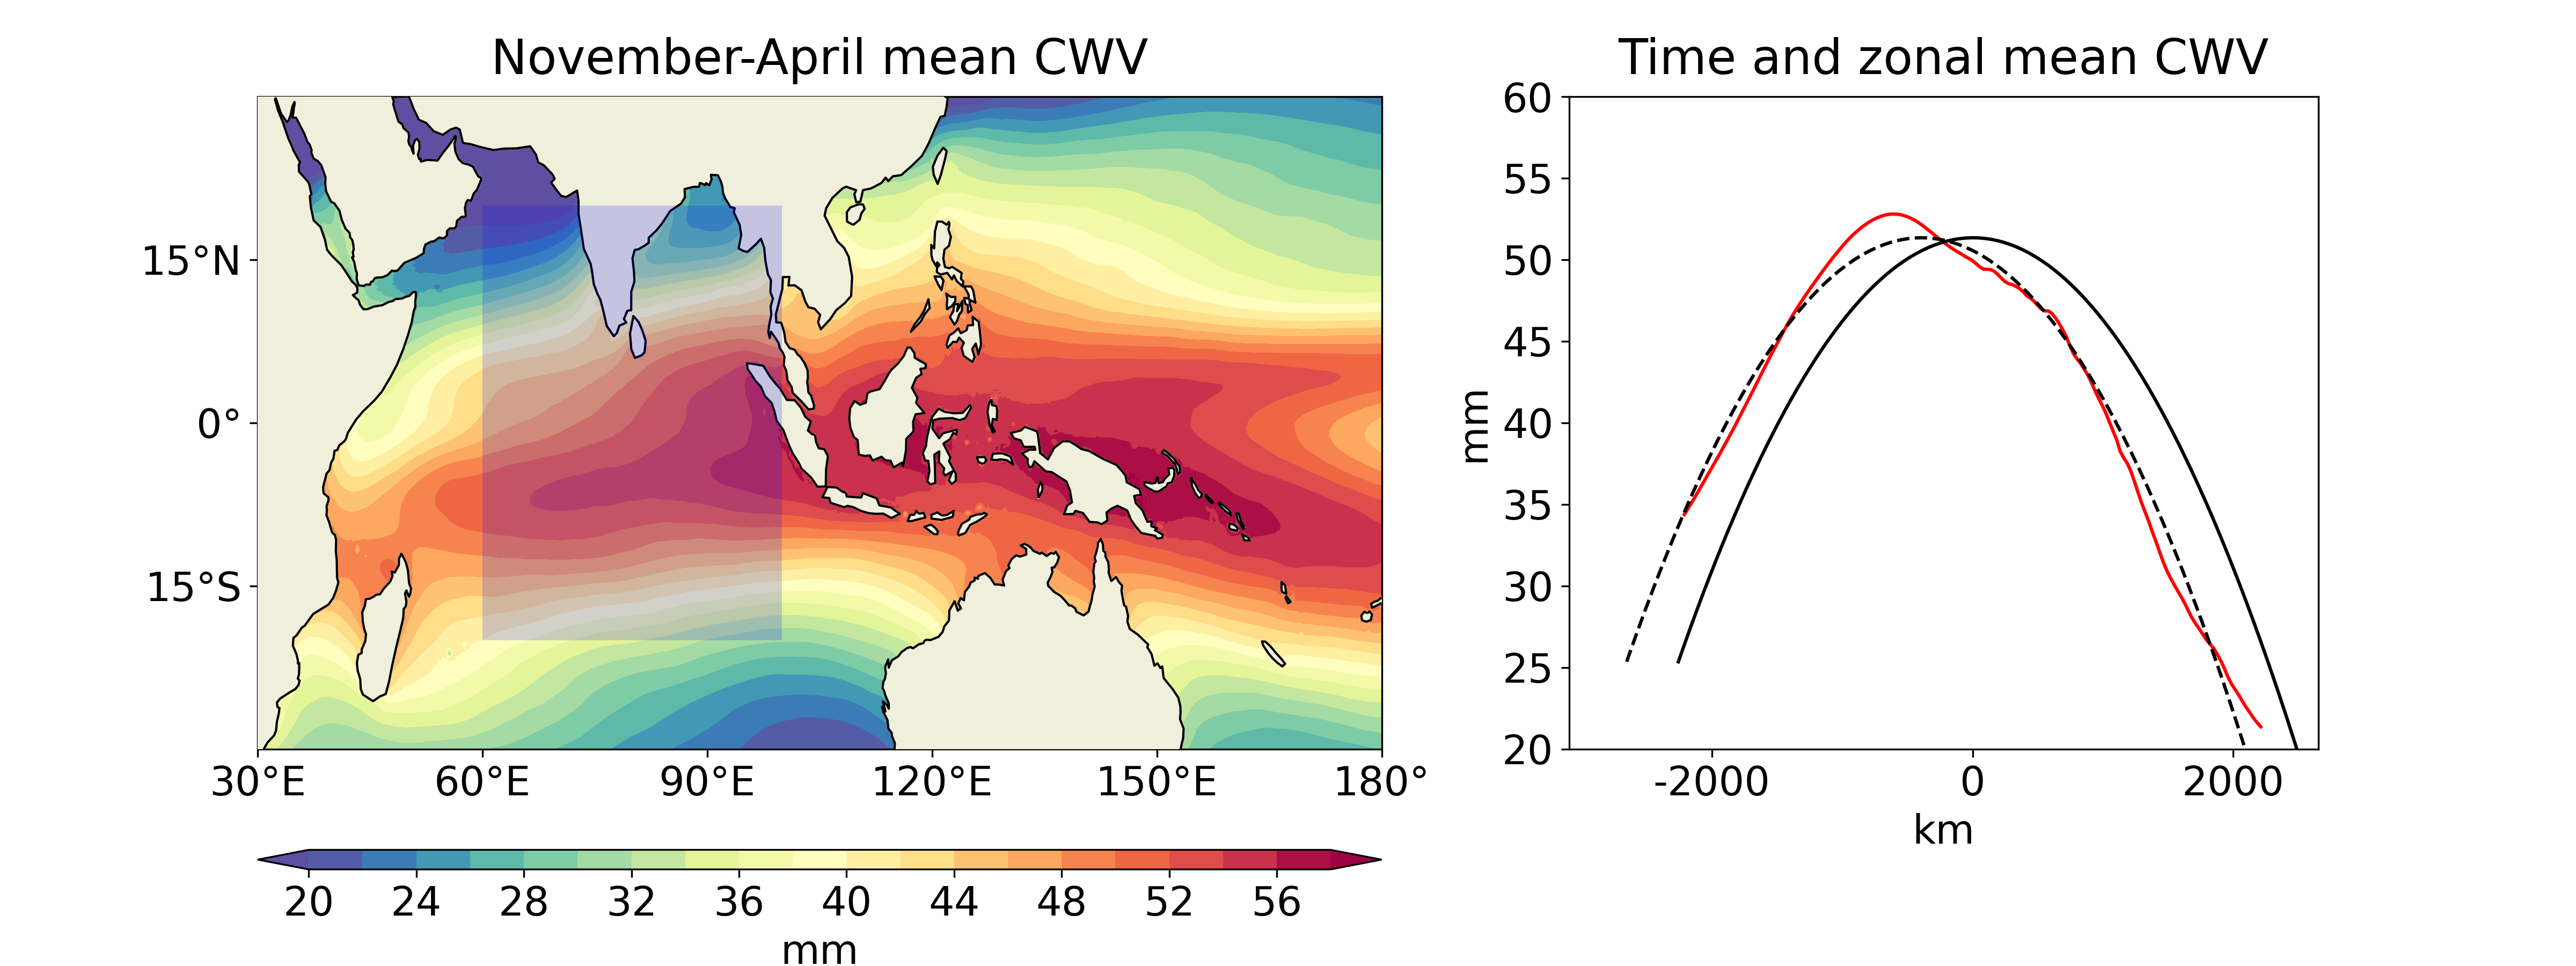 November-April mean CWV
15°N
0°
15°S
30°E 60°E 90°E 120°E 150°E 180°
20 24 28 32 36 40 44 48 52 56
mm
Time and zonal mean CWV
60
55
50
45
40
35
30
25
20
mm
-2000 0 2000
km